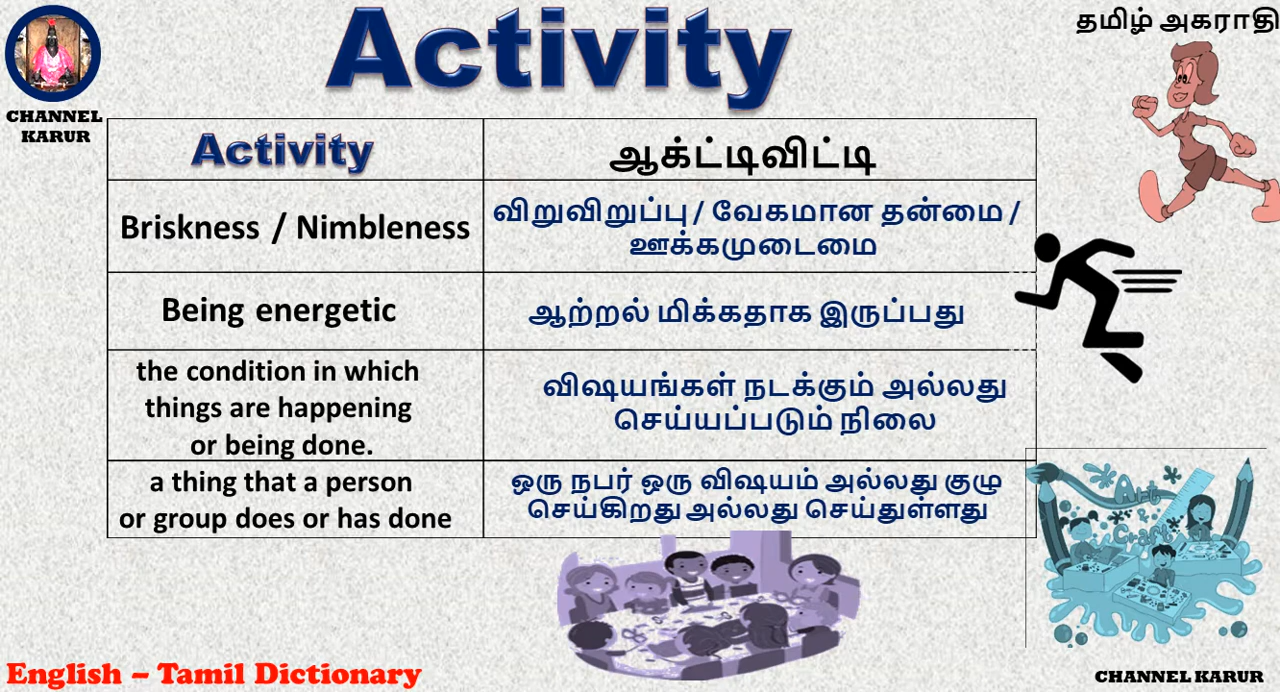 Activity
தமிழ் அகராதி
CHANNEL
KARUR
Activity
ஆக்ட்டிவிட்டி
Briskness / Nimbleness
விறுவிறுப்பு / வேகமான தன்மை /
ஊக்கமுடைமை
Being energetic
ஆற்றல் மிக்கதாக இருப்பது
the condition in which
things are happening
or being done.
விஷயங்கள் நடக்கும் அல்லது
செய்யப்படும் நிலை
a thing that a person
or group does or has done
ஒரு நபர் ஒரு விஷயம் அல்லது குழு
செய்கிறது அல்லது செய்துள்ளது
Art
&
Craft
English – Tamil Dictionary
CHANNEL KARUR